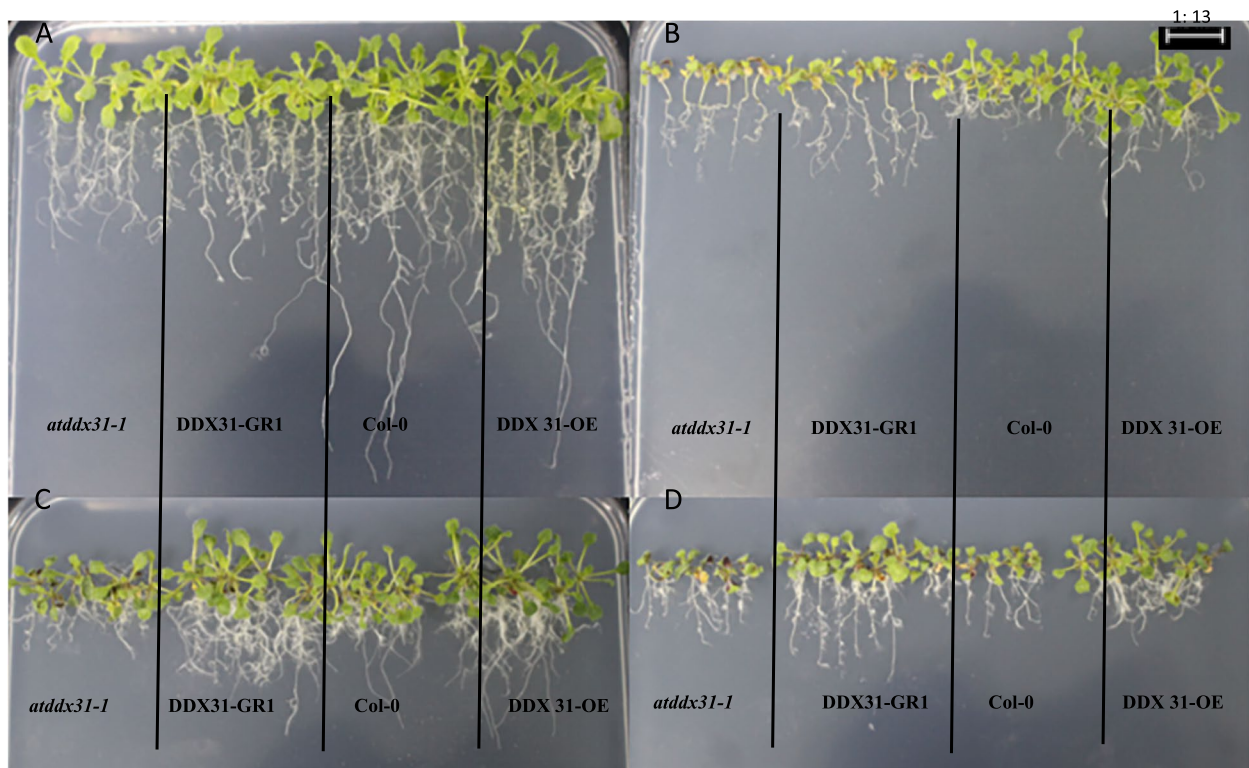 A
B
1: 13
atddx31-1
DDX31-GR1
Col-0
DDX 31-OE
atddx31-1
DDX31-GR1
Col-0
DDX 31-OE
C
D
atddx31-1
DDX31-GR1
Col-0
DDX 31-OE
atddx31-1
DDX31-GR1
Col-0
DDX 31-OE